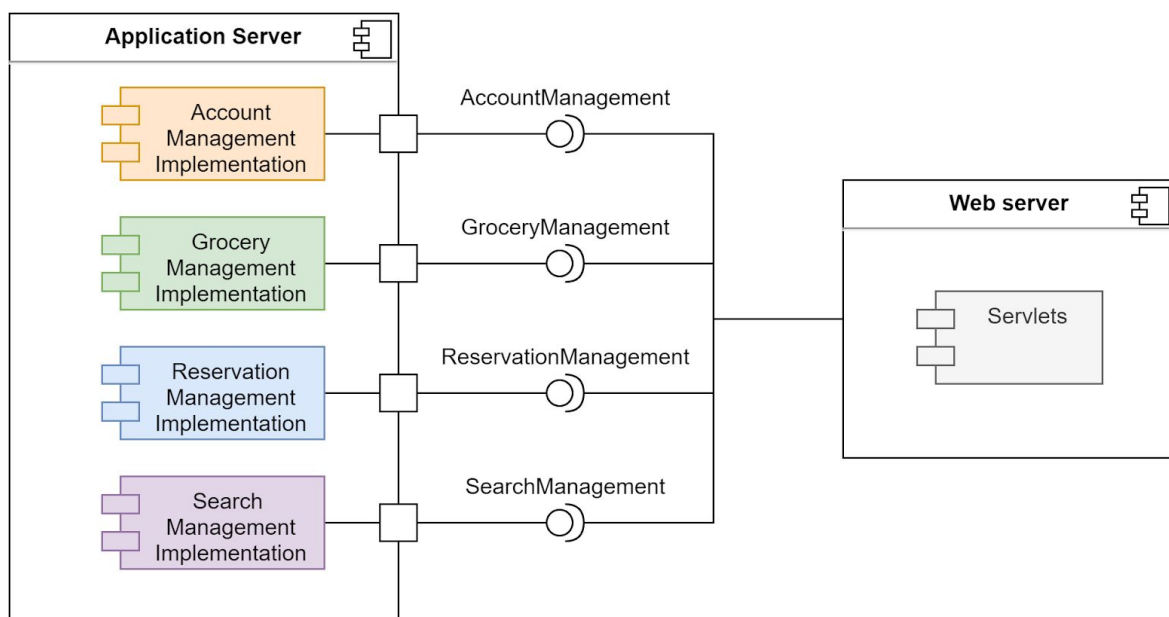 Application Server
Account
Management
Implementation
AccountManagement
Grocery
Management
Implementation
GroceryManagement
Reservation
Management
Implementation
ReservationManagement
Search
Management
Implementation
SearchManagement
Web server
Servlets